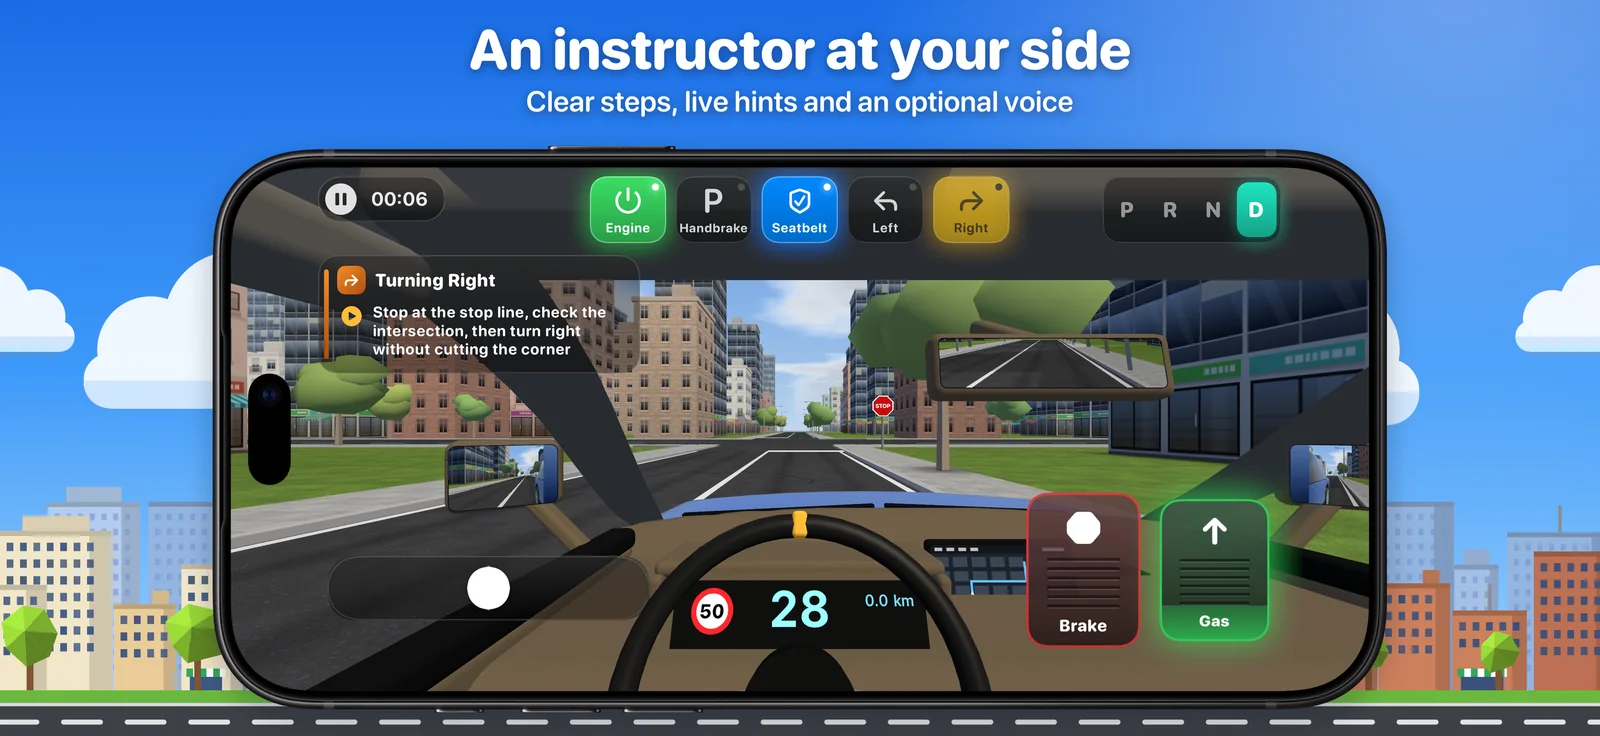 An instructor at your side
Clear steps, live hints and an optional voice
00:06
Engine
P
Handbrake
Seatbelt
Left
Right
P R N D
Turning Right
Stop at the stop line, check the
intersection, then turn right
without cutting the corner
STOP
50
28
0.0 km
Brake
Gas